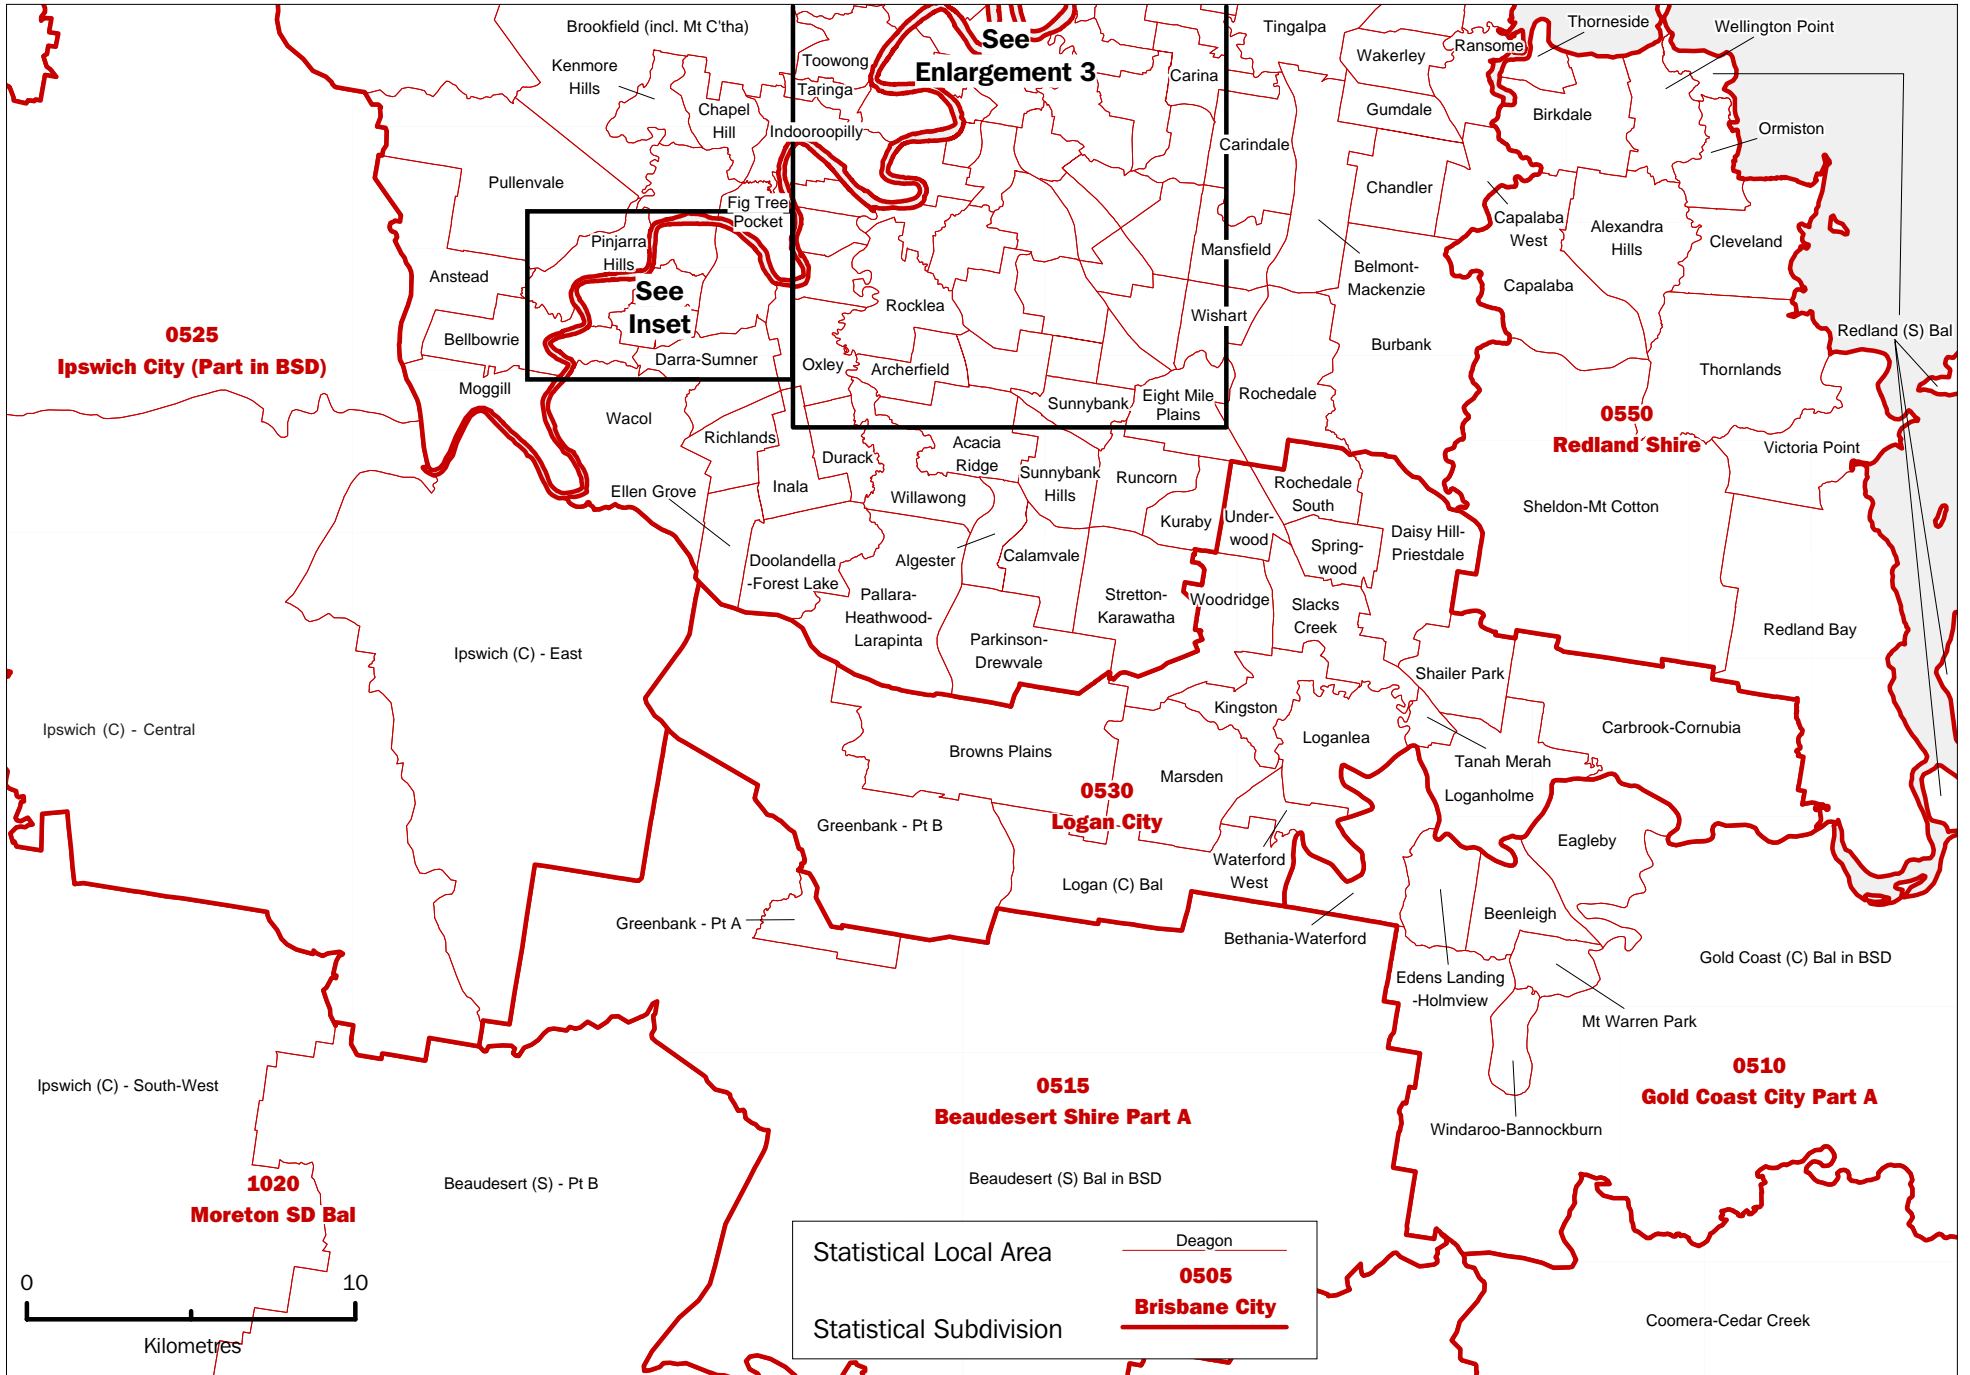 Brookfield (incl. Mt C'tha)
Kenmore
Hills
Chapel
Hill
Toowong
Taringa
Indooroopilly
See
Enlargement 3
Carina
Tingalpa
Wakerley
Ransome
Thorneside
Wellington Point
Gumdale
Birkdale
Ormiston
Carindale
Chandler
Capalaba
West
Alexandra
Hills
Cleveland
Pullenvale
Fig Tree
Pocket
Pinjarra
Hills
Mansfield
Belmont-
Mackenzie
Capalaba
Anstead
See
Inset
Rocklea
Wishart
Redland (S) Bal
0525
Ipswich City (Part in BSD)
Bellbowrie
Darra-Sumner
Oxley
Archerfield
Burbank
Thornlands
Moggill
Sunnybank
Eight Mile
Plains
Rochedale
0550
Redland Shire
Wacol
Richlands
Durack
Acacia
Ridge
Sunnybank
Hills
Runcorn
Victoria Point
Ellen Grove
Inala
Willawong
Rochedale
South
Kuraby
Under-
wood
Sheldon-Mt Cotton
Daisy Hill-
Priestdale
Spring-
wood
Doolandella
-Forest Lake
Algester
Calamvale
Pallara-
Heathwood-
Larapinta
Stretton-
Karawatha
Woodridge
Slacks
Creek
Parkinson-
Drewvale
Redland Bay
Ipswich (C) - East
Shailer Park
Kingston
Ipswich (C) - Central
Browns Plains
Loganlea
Carbrook-Cornubia
Tanah Merah
Marsden
0530
Logan City
Loganholme
Greenbank - Pt B
Eagleby
Waterford
West
Logan (C) Bal
Greenbank - Pt A
Bethania-Waterford
Beenleigh
Gold Coast (C) Bal in BSD
Edens Landing
-Holmview
Mt Warren Park
Ipswich (C) - South-West
0515
Beaudesert Shire Part A
0510
Gold Coast City Part A
Windaroo-Bannockburn
1020
Moreton SD Bal
Beaudesert (S) - Pt B
Beaudesert (S) Bal in BSD
Statistical Local Area
Deagon
0505
Brisbane City
Statistical Subdivision
0
10
Kilometres
Coomera-Cedar Creek